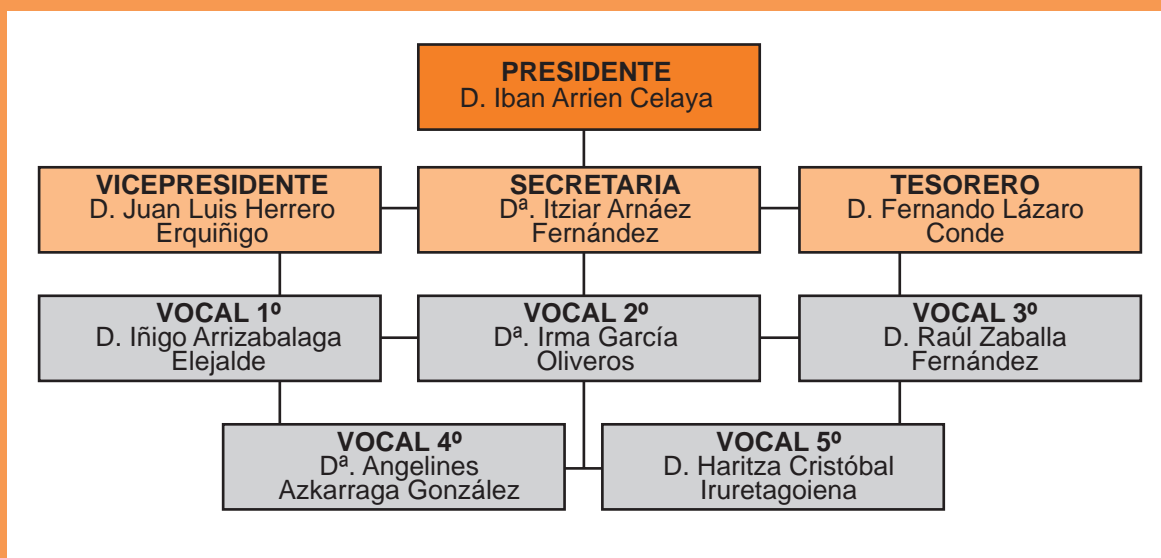 PRESIDENTE
D. Iban Arrien Celaya
VICEPRESIDENTE
D. Juan Luis Herrero
Erquiñigo
SECRETARIA
Dª. Itziar Arnáez
Fernández
TESORERO
D. Fernando Lázaro
Conde
VOCAL 1º
D. Iñigo Arrizabalaga
Elejalde
VOCAL 2º
Dª. Irma García
Oliveros
VOCAL 3º
D. Raúl Zaballa
Fernández
VOCAL 4º
Dª. Angelines
Azkarraga González
VOCAL 5º
D. Haritza Cristóbal
Iruretagoiena